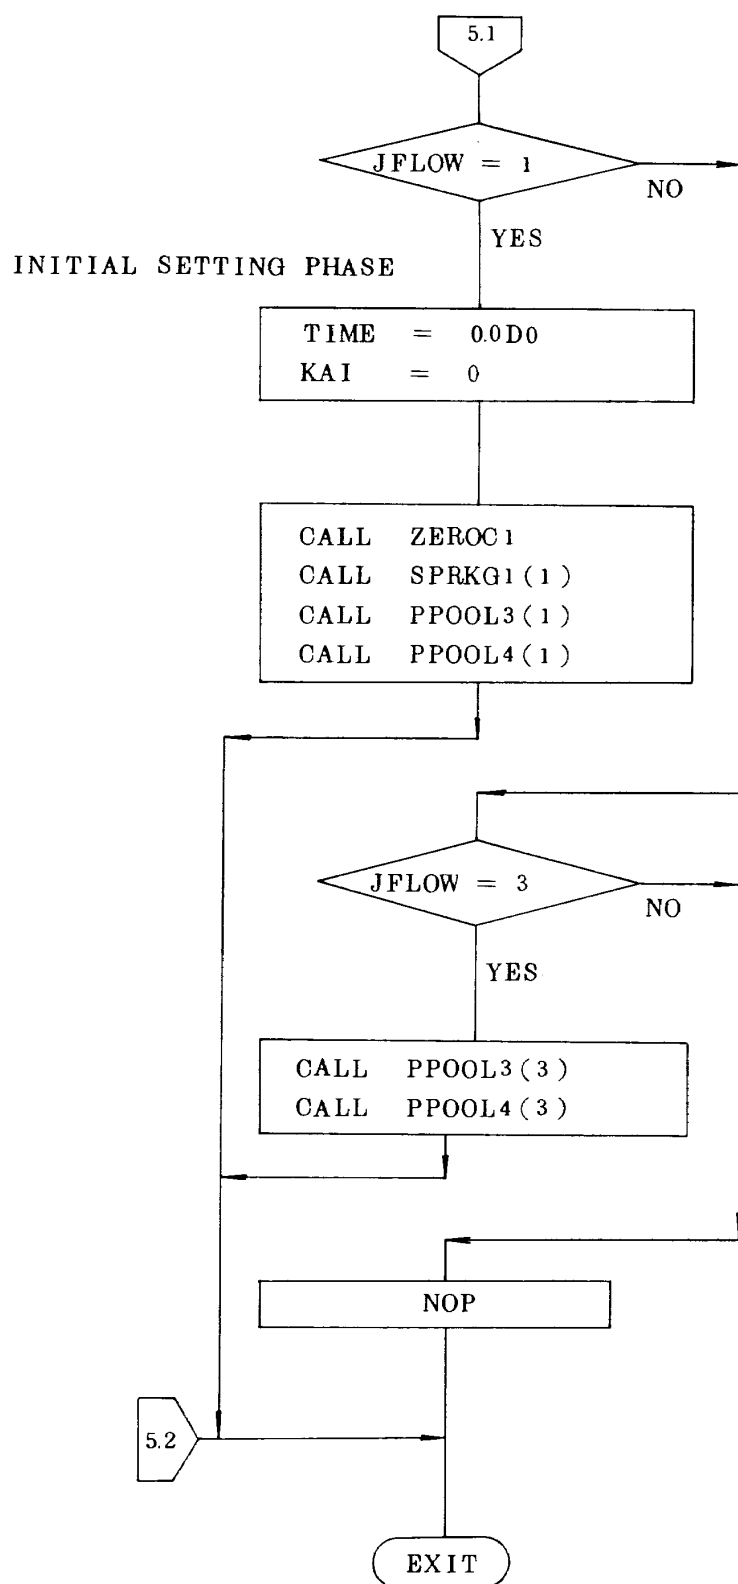 5.1
JFLOW = 1
NO
YES
INITIAL SETTING PHASE
TIME = 0.0D0
KAI = 0
CALL ZEROC1
CALL SPRKG1(1)
CALL PPOOL3(1)
CALL PPOOL4(1)
JFLOW = 3
NO
YES
CALL PPOOL3(3)
CALL PPOOL4(3)
NOP
5.2
EXIT